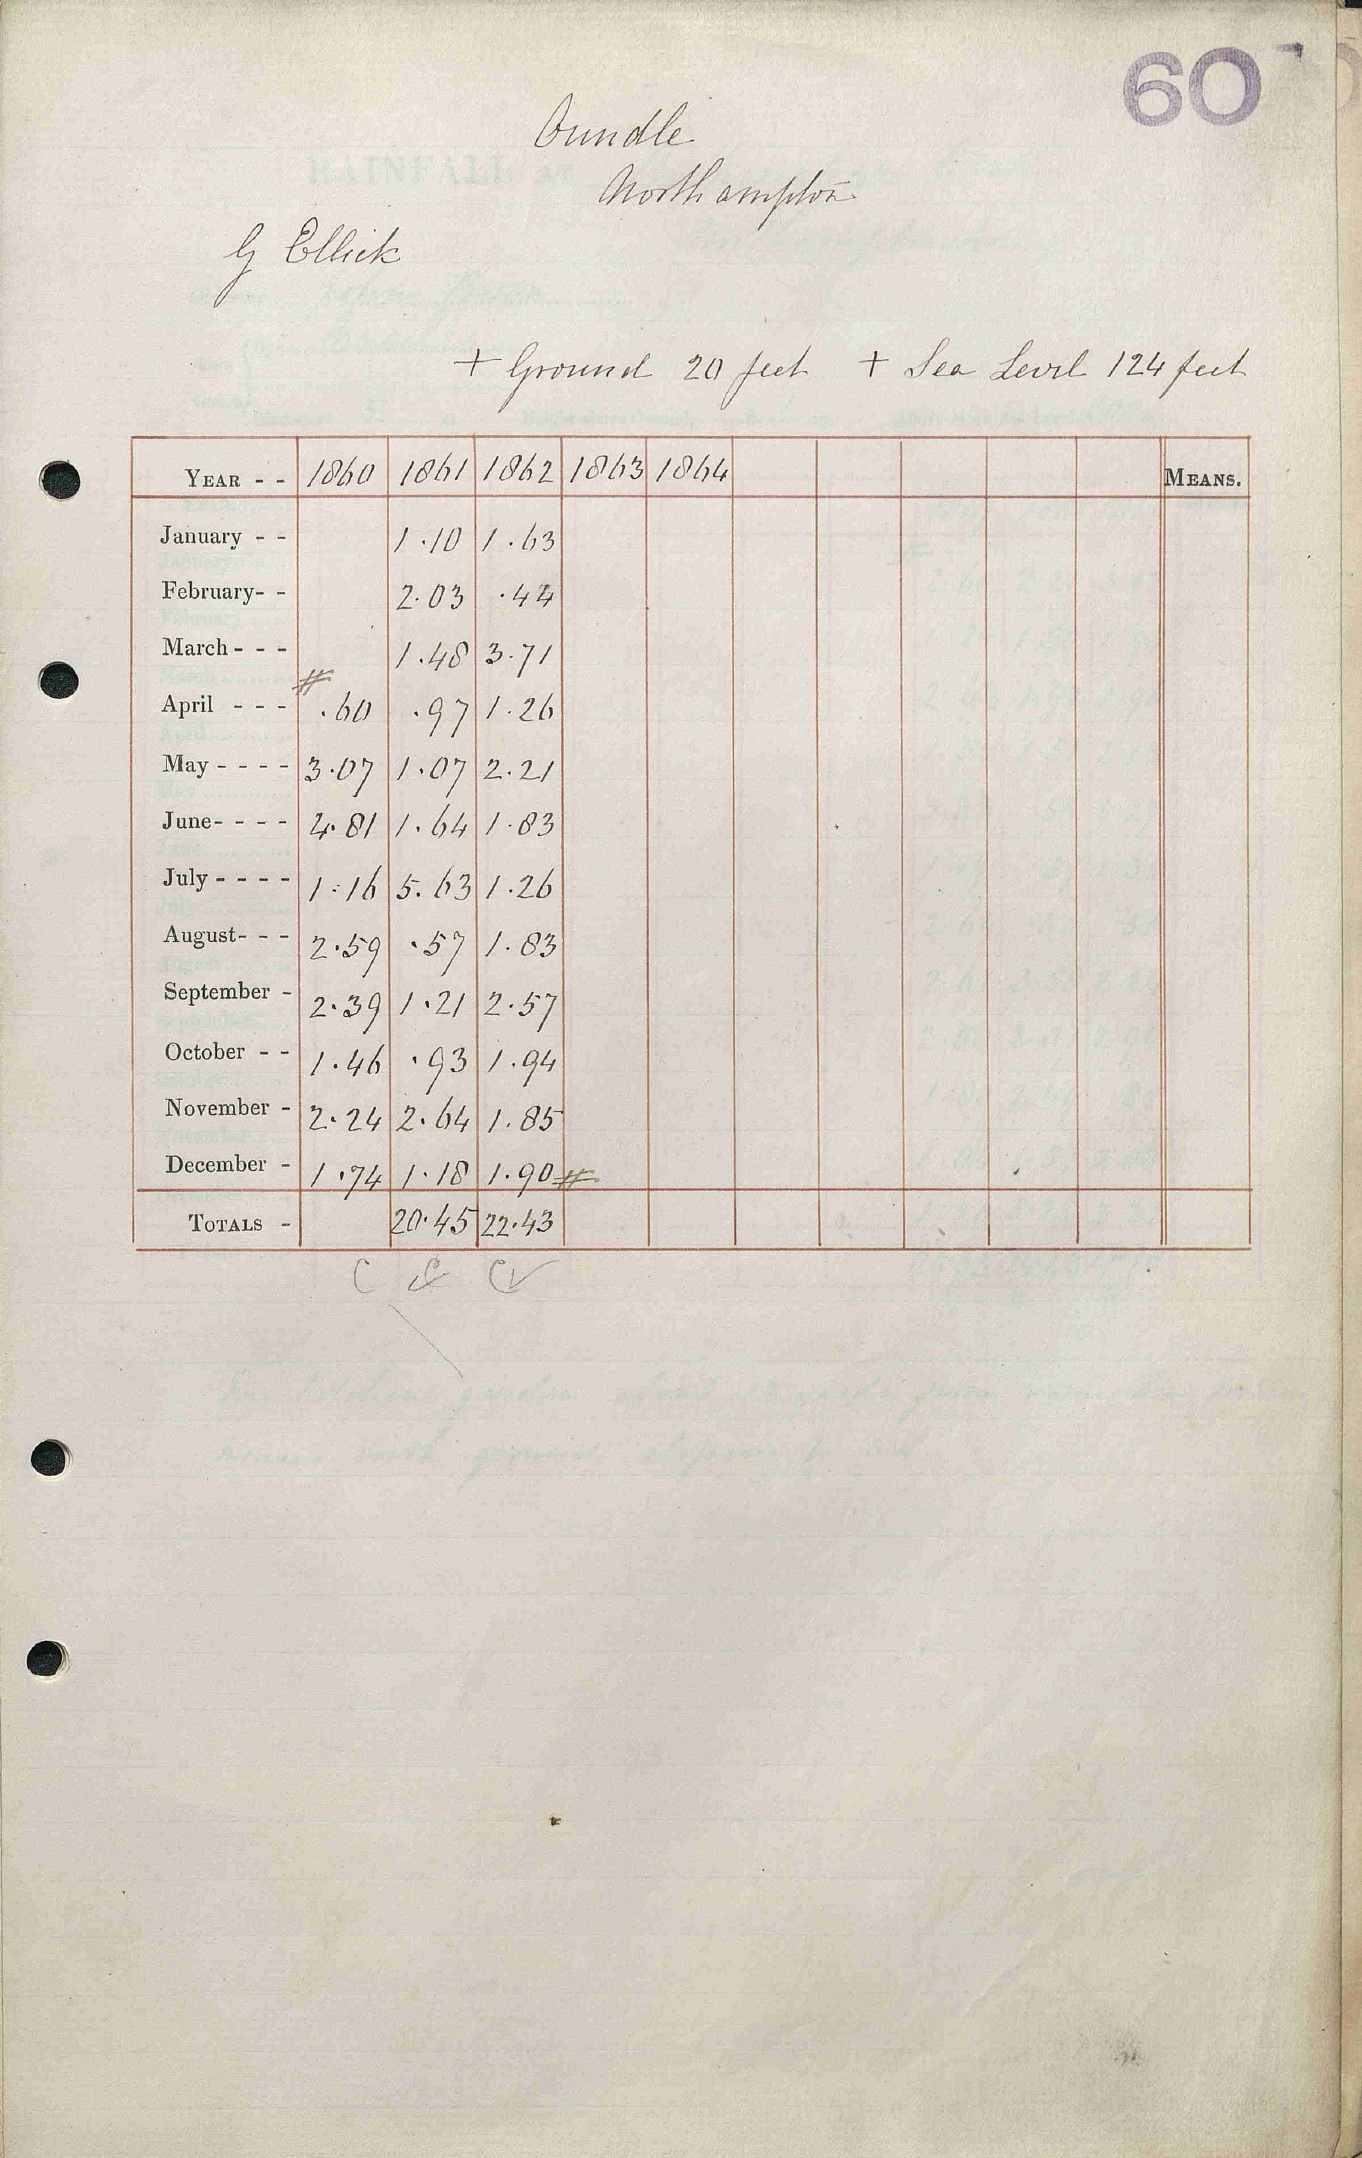 60
Oundle
Northampton
G Ellick
+ Ground 20 feet + Sea Level 124 feet
YEAR - - 1860 1861 1862 1863 1864 MEANS.
January - - 1.10 1.63
February- - 2.03 .44
March - - - 1.48 3.71
#
April - - - .60 .97 1.26
May - - - - 3.07 1.07 2.21
June- - - - 4.81 1.64 1.83
July - - - - 1.16 5.63 1.26
August- - - 2.59 .57 1.83
September - 2.39 1.21 2.57
October - - 1.46 .93 1.94
November - 2.24 2.64 1.85
December - 1.74 1.18 1.90 #
TOTALS - 20.45 22.43
C C C